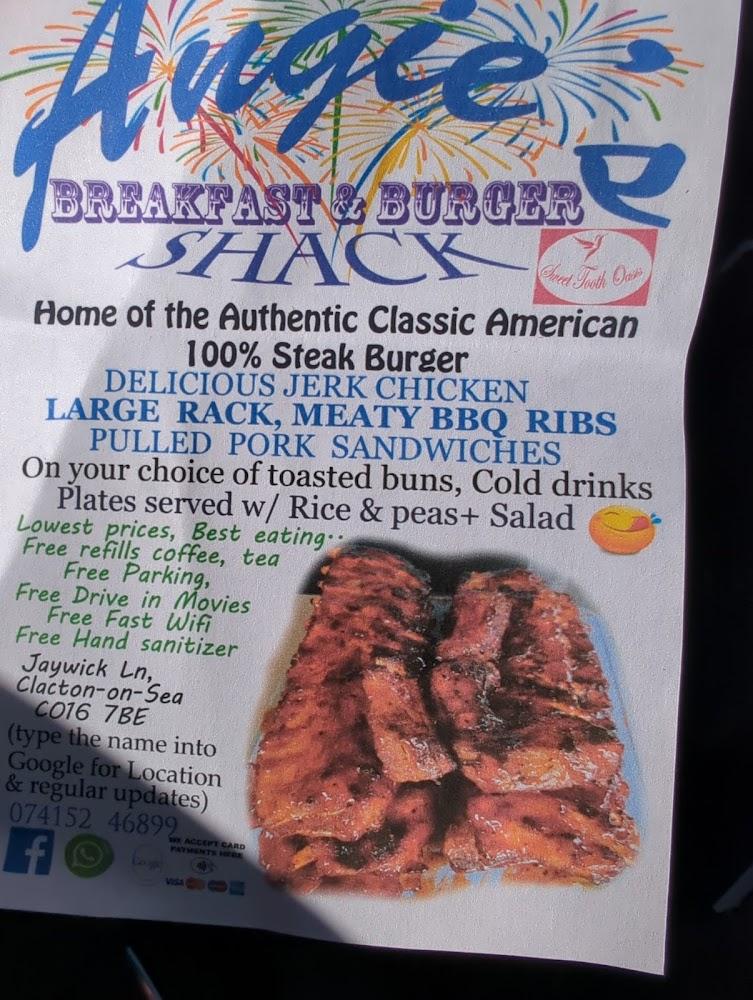 Angie's
BREAKFAST & BURGER
SHACK
Sweet Tooth Oasis
Home of the Authentic Classic American
100% Steak Burger
DELICIOUS JERK CHICKEN
LARGE RACK, MEATY BBQ RIBS
PULLED PORK SANDWICHES
On your choice of toasted buns, Cold drinks
Plates served w/ Rice & peas+ Salad
Lowest prices, Best eating..
Free refills coffee, tea
Free Parking,
Free Drive in Movies
Free Fast Wifi
Free Hand sanitizer
Jaywick Ln,
Clacton-on-Sea
CO16 7BE
(type the name into
Google for Location
& regular updates)
074152 46899
WE ACCEPT CARD
PAYMENTS HERE
Google
VISA